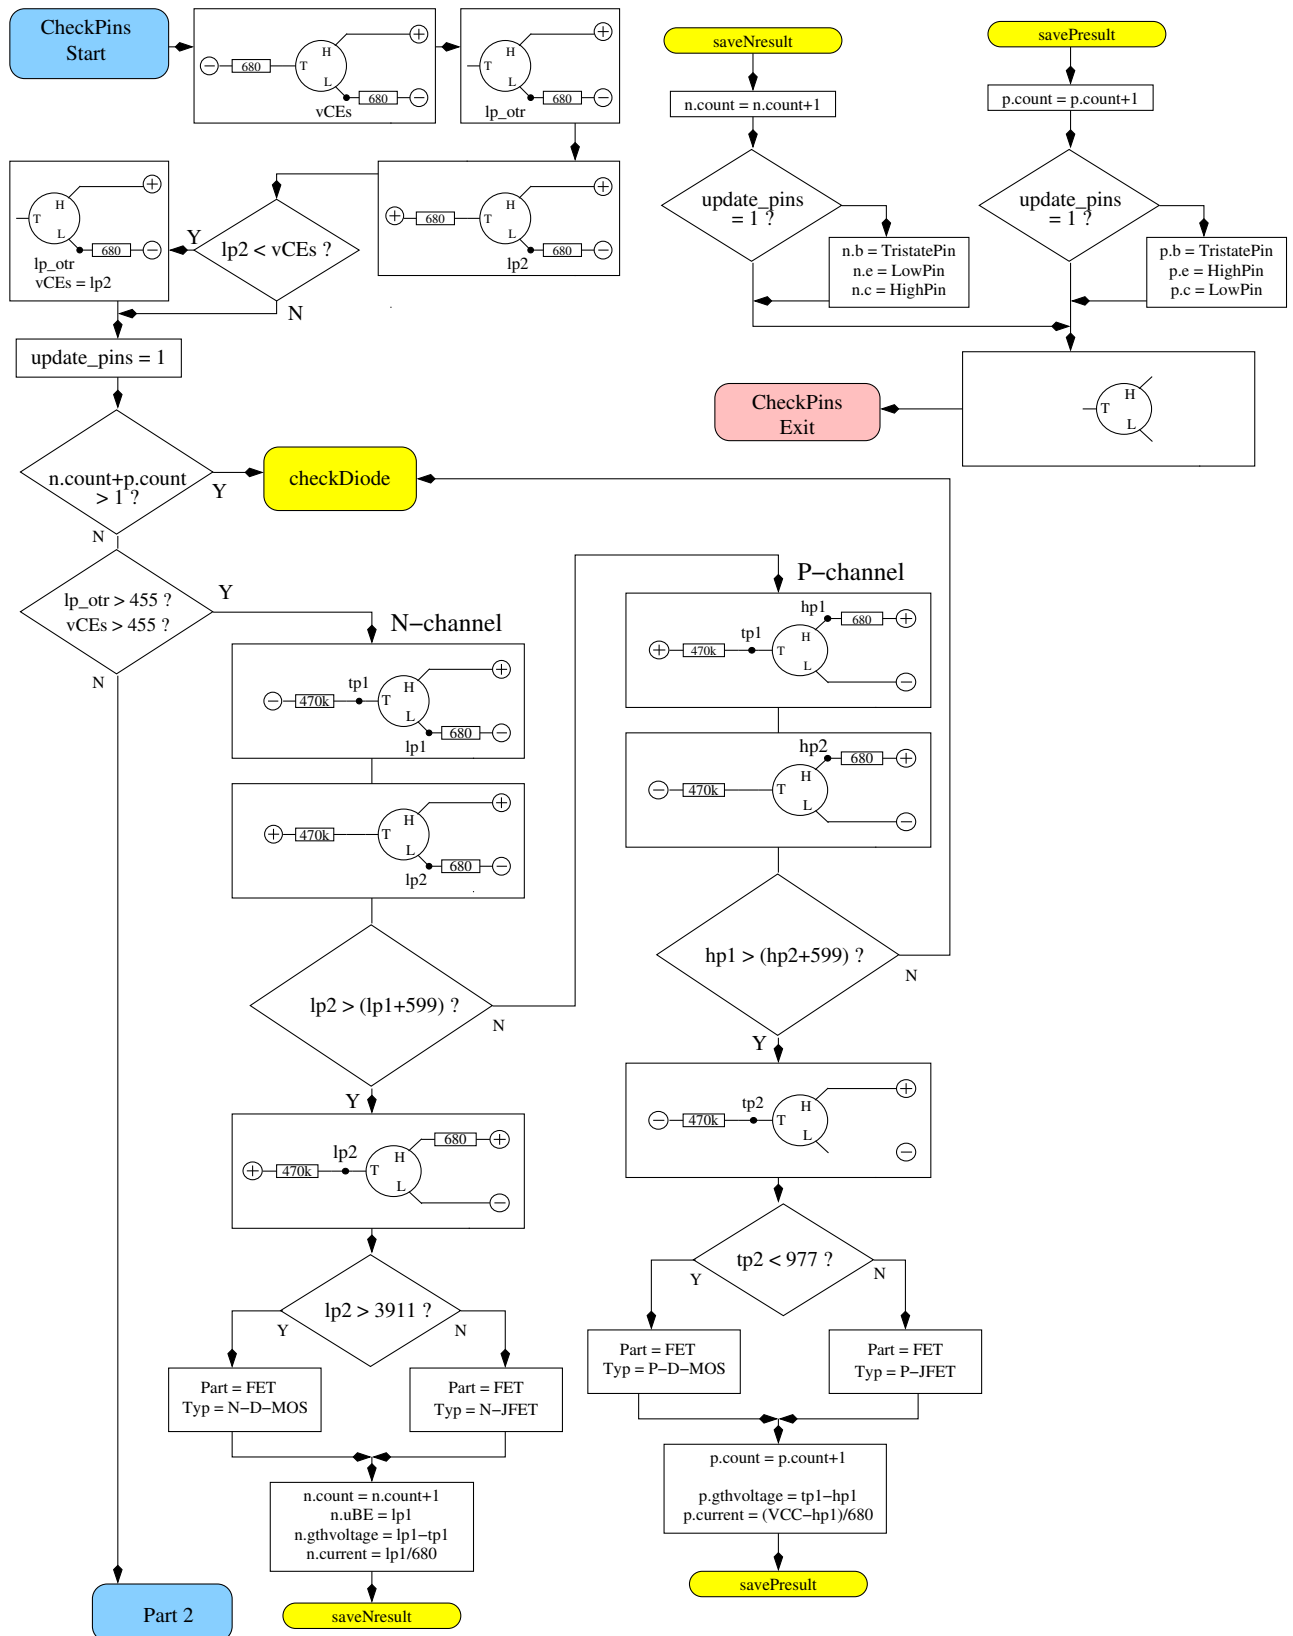 CheckPins
Start
−
680
T
H
L
+
680
−
vCEs
T
H
L
+
680
−
lp_otr
T
H
L
+
680
−
lp_otr
vCEs = lp2
Y
lp2 < vCEs ?
N
+
680
T
H
L
+
680
−
lp2
update_pins = 1
n.count+p.count
> 1 ?
Y
N
checkDiode
lp_otr > 455 ?
vCEs > 455 ?
Y
N
N−channel
tp1
−
470k
T
H
L
+
680
−
lp1
+
470k
T
H
L
+
680
−
lp2
lp2 > (lp1+599) ?
N
Y
lp2
+
470k
T
H
L
680
+
−
lp2 > 3911 ?
Y
N
Part = FET
Typ = N−D−MOS
Part = FET
Typ = N−JFET
n.count = n.count+1
n.uBE = lp1
n.gthvoltage = lp1−tp1
n.current = lp1/680
saveNresult
Part 2
saveNresult
n.count = n.count+1
update_pins
= 1 ?
n.b = TristatePin
n.e = LowPin
n.c = HighPin
savePresult
p.count = p.count+1
update_pins
= 1 ?
p.b = TristatePin
p.e = HighPin
p.c = LowPin
T
H
L
CheckPins
Exit
P−channel
hp1
tp1
+
470k
T
H
L
680
+
−
hp2
−
470k
T
H
L
680
+
−
hp1 > (hp2+599) ?
N
Y
tp2
−
470k
T
H
L
+
−
tp2 < 977 ?
Y
N
Part = FET
Typ = P−D−MOS
Part = FET
Typ = P−JFET
p.count = p.count+1
p.gthvoltage = tp1−hp1
p.current = (VCC−hp1)/680
savePresult